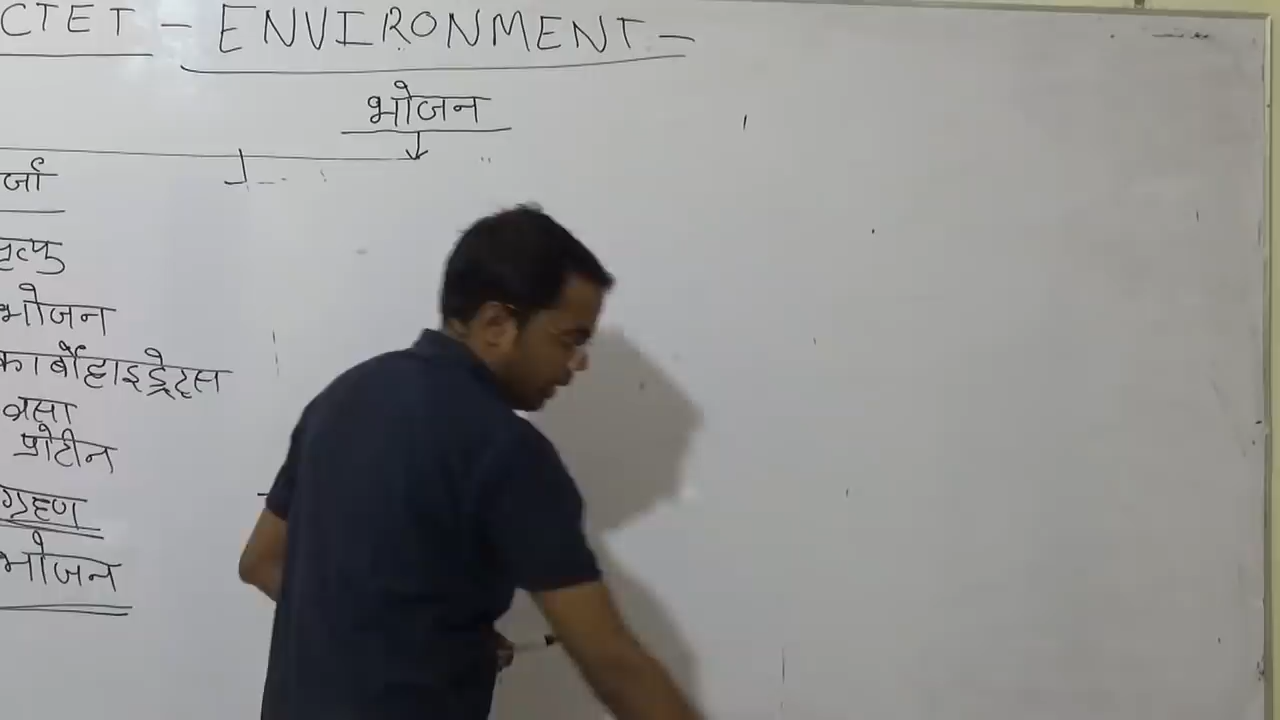 CTET - ENVIRONMENT -
भोजन
र्जा
मृत्यु
भोजन
कार्बोहाइड्रेट्स
वसा
प्रोटीन
ग्रहण
भोजन